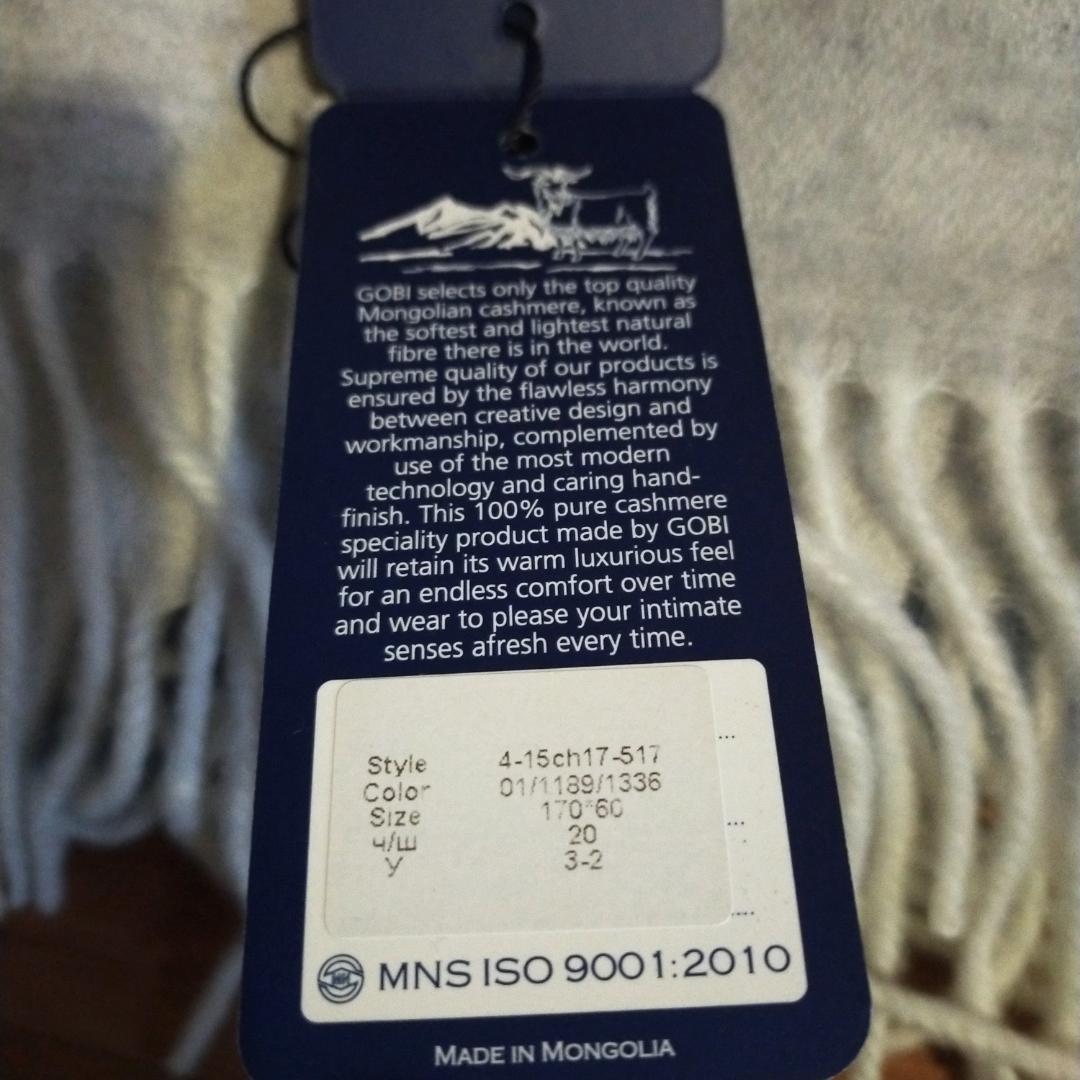 GOBI selects only the top quality
Mongolian cashmere, known as
the softest and lightest natural
fibre there is in the world.
Supreme quality of our products is
ensured by the flawless harmony
between creative design and
workmanship, complemented by
use of the most modern
technology and caring hand-
finish. This 100% pure cashmere
speciality product made by GOBI
will retain its warm luxurious feel
for an endless comfort over time
and wear to please your intimate
senses afresh every time.
Style 4-15ch17-517
Color 01/1189/1336
Size 170*60
ч/ш 20
У 3-2
MNS ISO 9001:2010
MADE IN MONGOLIA